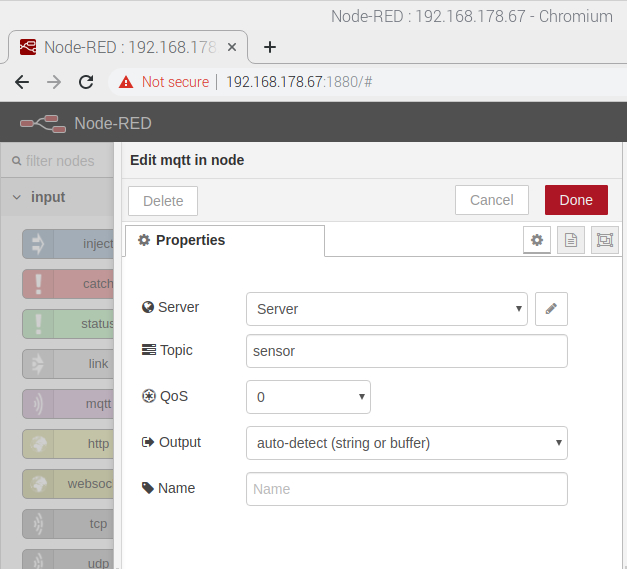 Node-RED : 192.168.178.67 - Chromium
Node-RED : 192.168.178
Not secure
192.168.178.67:1880/#
Node-RED
filter nodes
Edit mqtt in node
Delete
Cancel
Done
input
Properties
inject
catch
status
link
mqtt
http
websoc
tcp
udp
Server
Server
Topic
sensor
QoS
0
Output
auto-detect (string or buffer)
Name
Name